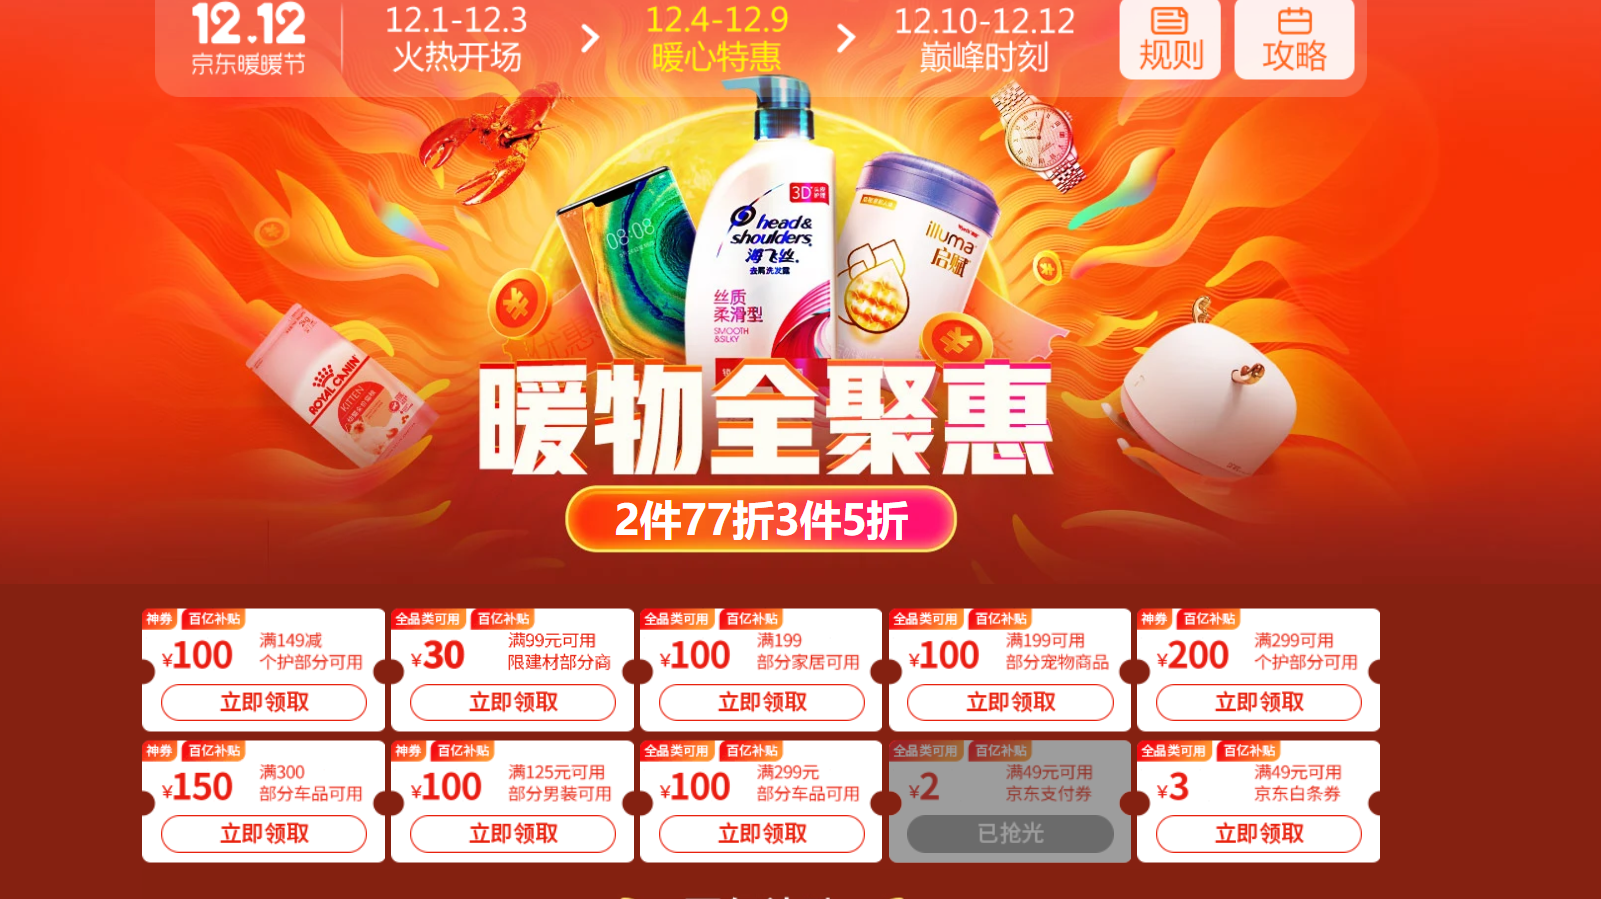 12.12
京东暖暖节
12.1-12.3
火热开场
12.4-12.9
暖心特惠
12.10-12.12
巅峰时刻
规则
攻略
08:08
3D
head&
shoulders
海飞丝
去屑洗发露
丝质
柔滑型
SMOOTH
&SILKY
illuma
启赋
ROYAL CANIN
KITTEN
暖物全聚惠
2件77折3件5折
神券 百亿补贴
¥100 满149减
个护部分可用
立即领取
全品类可用 百亿补贴
¥30 满99元可用
限建材部分商
立即领取
全品类可用 百亿补贴
¥100 满199
部分家居可用
立即领取
全品类可用 百亿补贴
¥100 满199可用
部分宠物商品
立即领取
神券 百亿补贴
¥200 满299可用
个护部分可用
立即领取
神券 百亿补贴
¥150 满300
部分车品可用
立即领取
神券 百亿补贴
¥100 满125元可用
部分男装可用
立即领取
全品类可用 百亿补贴
¥100 满299元
部分车品可用
立即领取
全品类可用 百亿补贴
¥2 满49元可用
京东支付券
已抢光
全品类可用 百亿补贴
¥3 满49元可用
京东白条券
立即领取